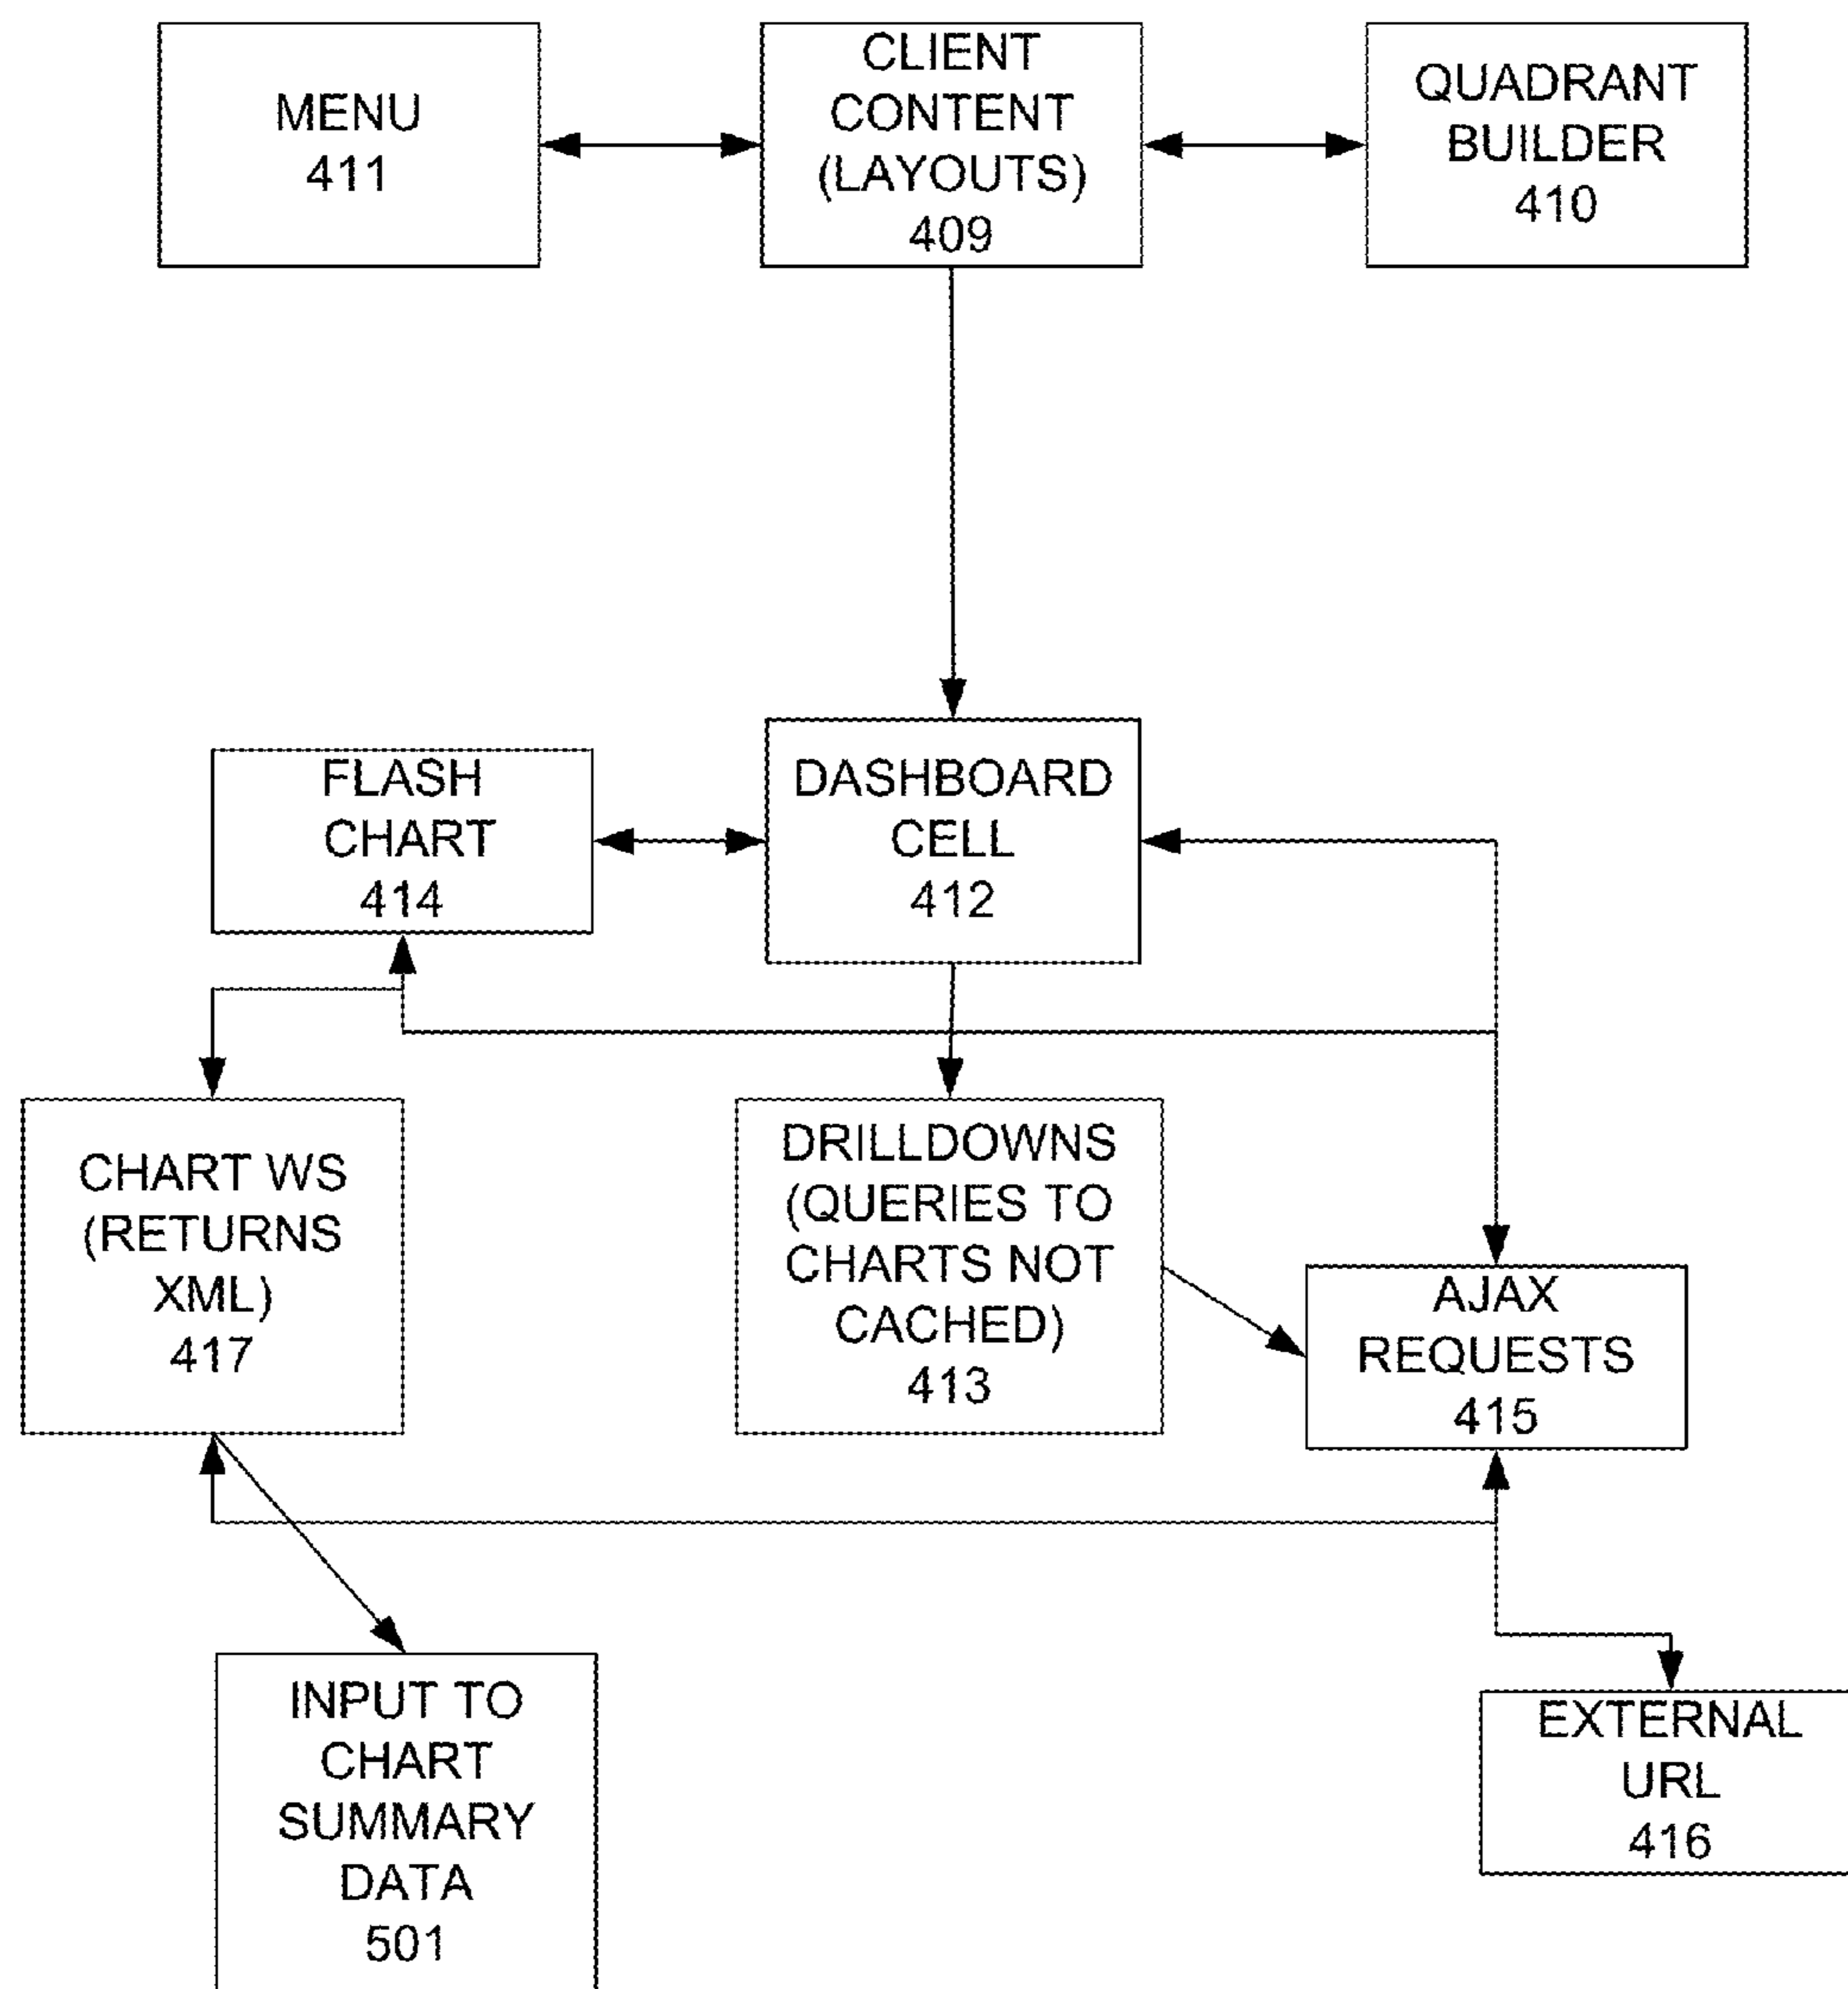 MENU
411
CLIENT
CONTENT
(LAYOUTS)
409
QUADRANT
BUILDER
410
FLASH
CHART
414
DASHBOARD
CELL
412
CHART WS
(RETURNS
XML)
417
DRILLDOWNS
(QUERIES TO
CHARTS NOT
CACHED)
413
AJAX
REQUESTS
415
INPUT TO
CHART
SUMMARY
DATA
501
EXTERNAL
URL
416